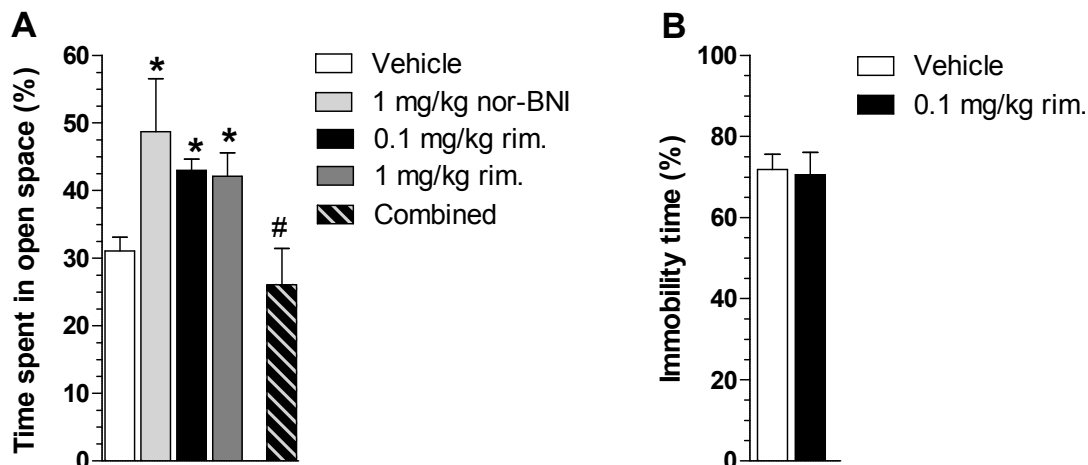 A
Time spent in open space (%)
60
50
40
30
20
10
0
*
*
*
#
Vehicle
1 mg/kg nor-BNI
0.1 mg/kg rim.
1 mg/kg rim.
Combined
B
Immobility time (%)
100
80
60
40
20
0
Vehicle
0.1 mg/kg rim.